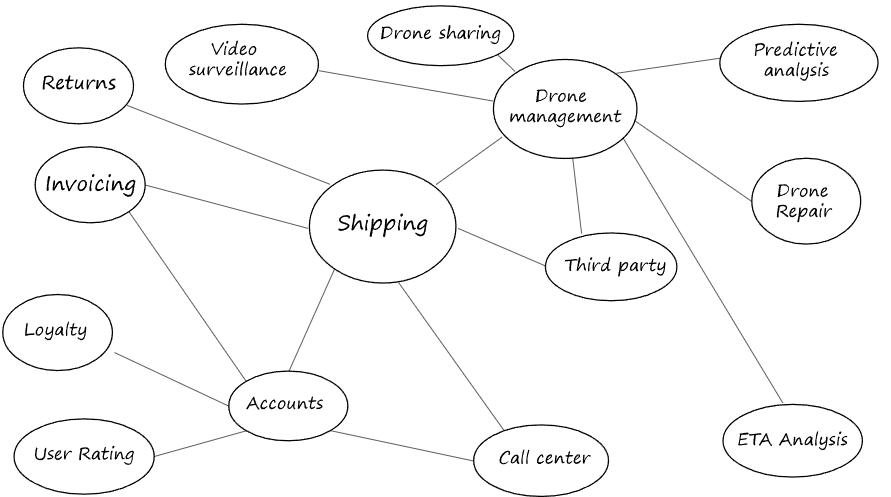 Drone sharing
Video
surveillance
Predictive
analysis
Returns
Drone
management
Invoicing
Drone
Repair
Shipping
Third party
Loyalty
Accounts
User Rating
Call center
ETA Analysis